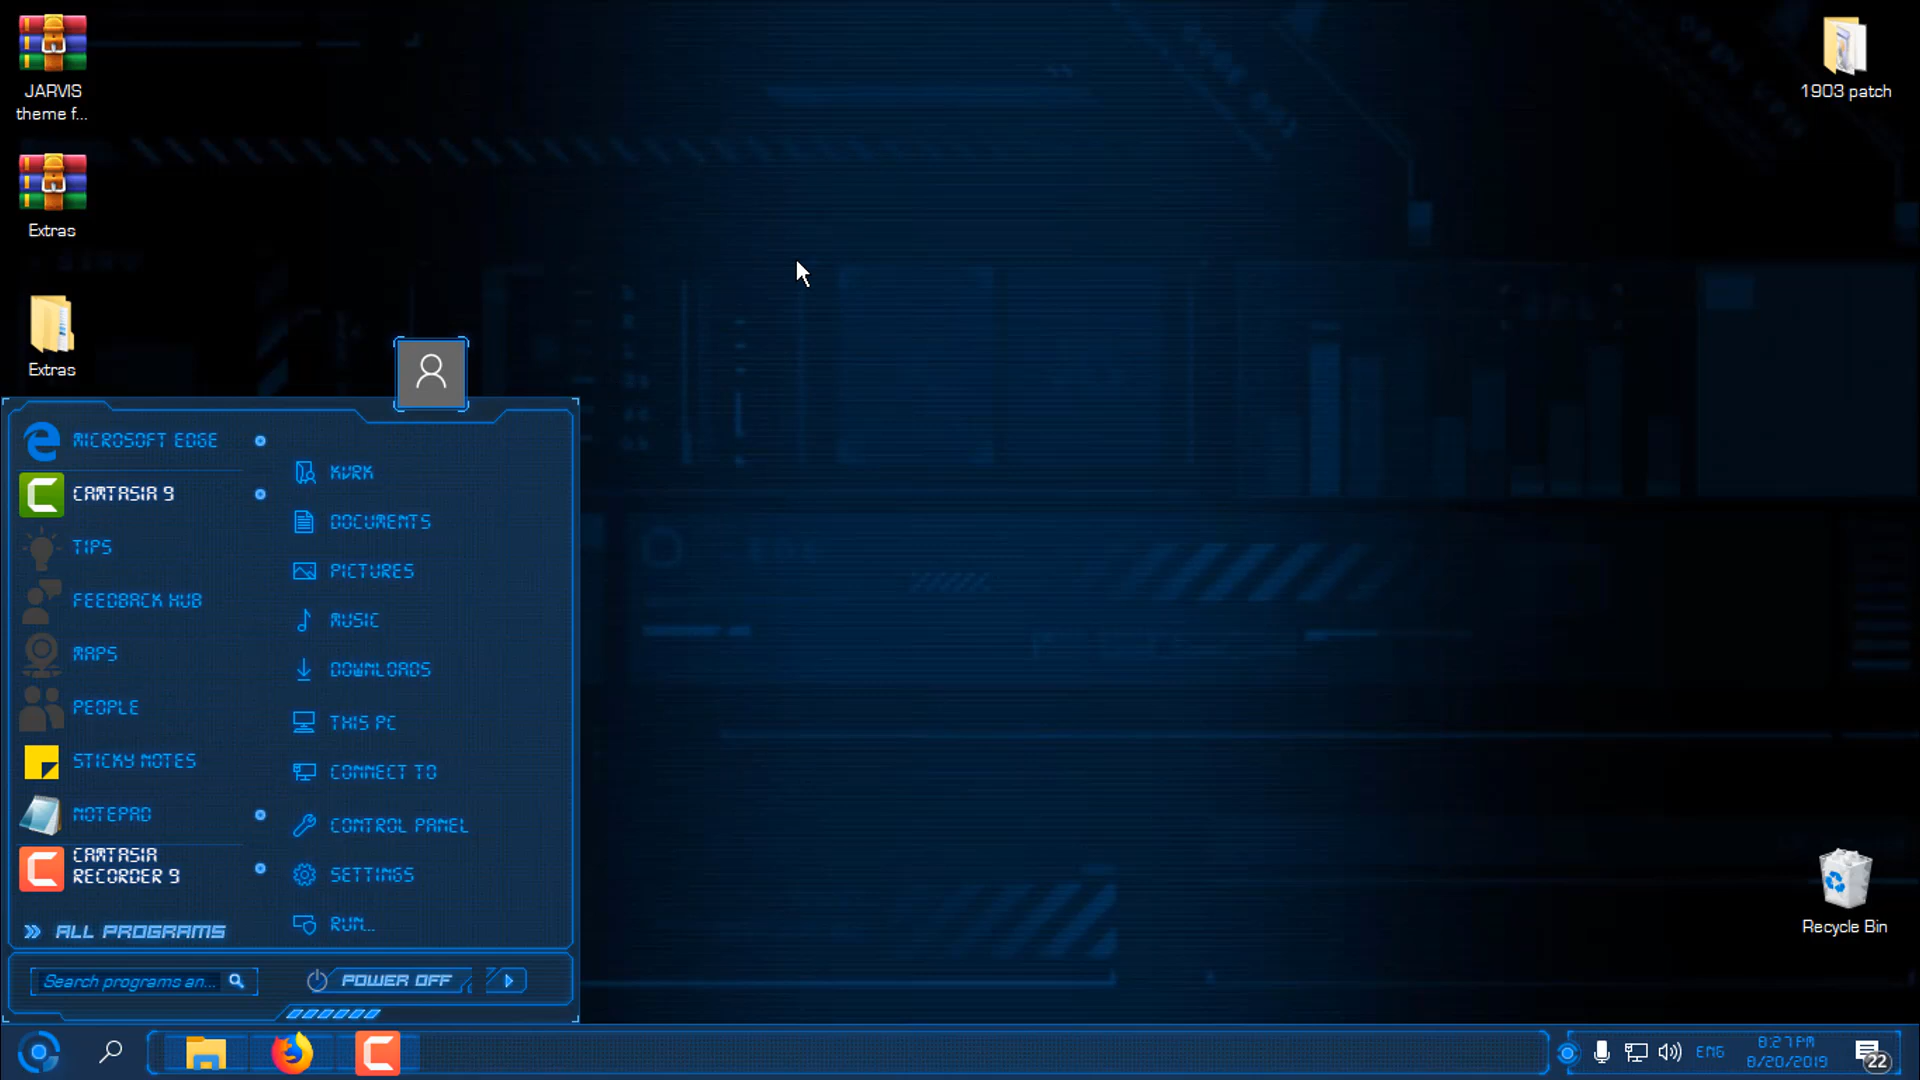 JARVIS
theme f...
Extras
Extras
1903 patch
MICROSOFT EDGE
CAMTASIA 9
TIPS
FEEDBACK HUB
MAPS
PEOPLE
STICKY NOTES
NOTEPAD
CAMTASIA
RECORDER 9
ALL PROGRAMS
KVRK
DOCUMENTS
PICTURES
MUSIC
DOWNLOADS
THIS PC
CONNECT TO
CONTROL PANEL
SETTINGS
RUN...
Search programs an...
POWER OFF
Recycle Bin
ENG
8:27 PM
8/20/2019
22